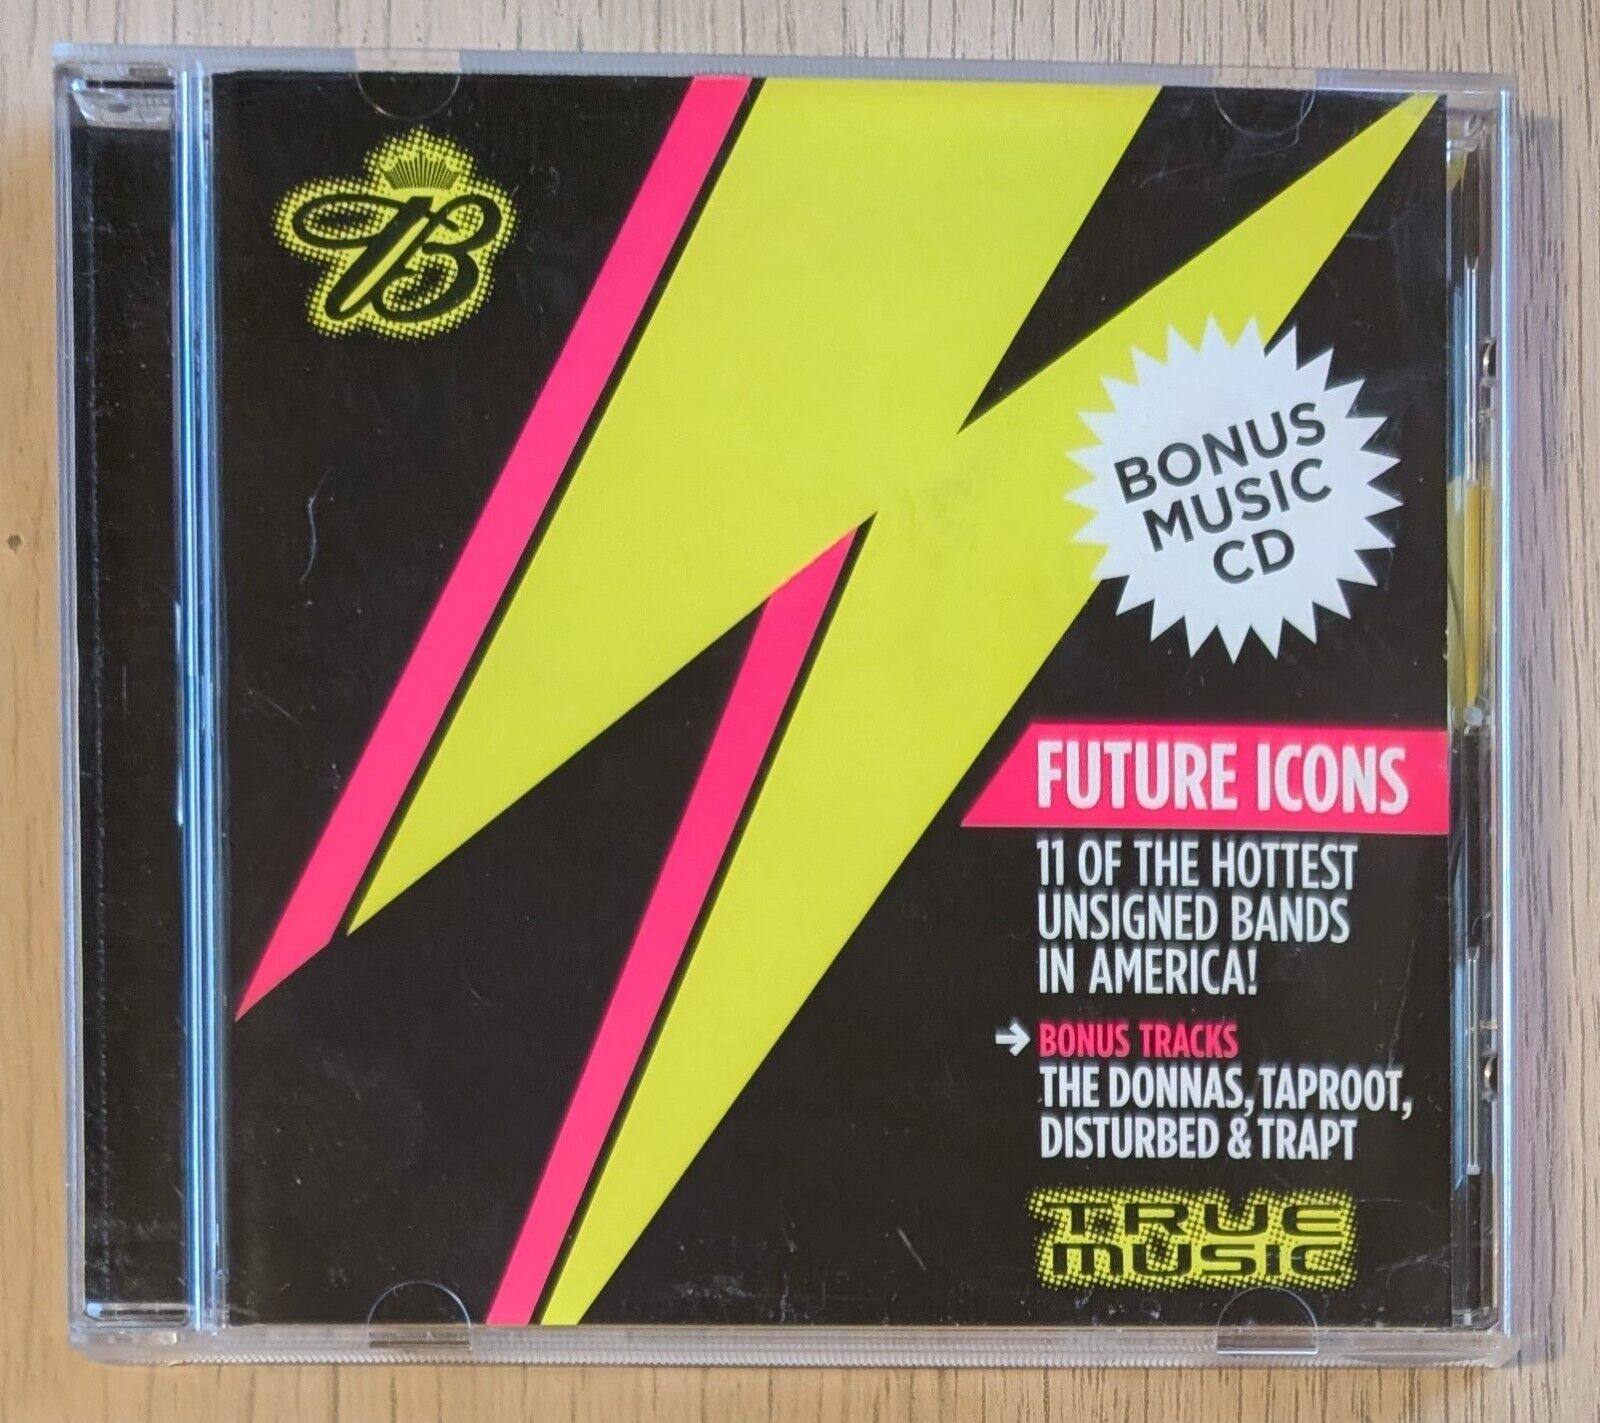 B
BONUS
MUSIC
CD
FUTURE ICONS
11 OF THE HOTTEST
UNSIGNED BANDS
IN AMERICA!
BONUS TRACKS
THE DONNAS, TAPROOT,
DISTURBED & TRAPT
TRUE
MUSIC